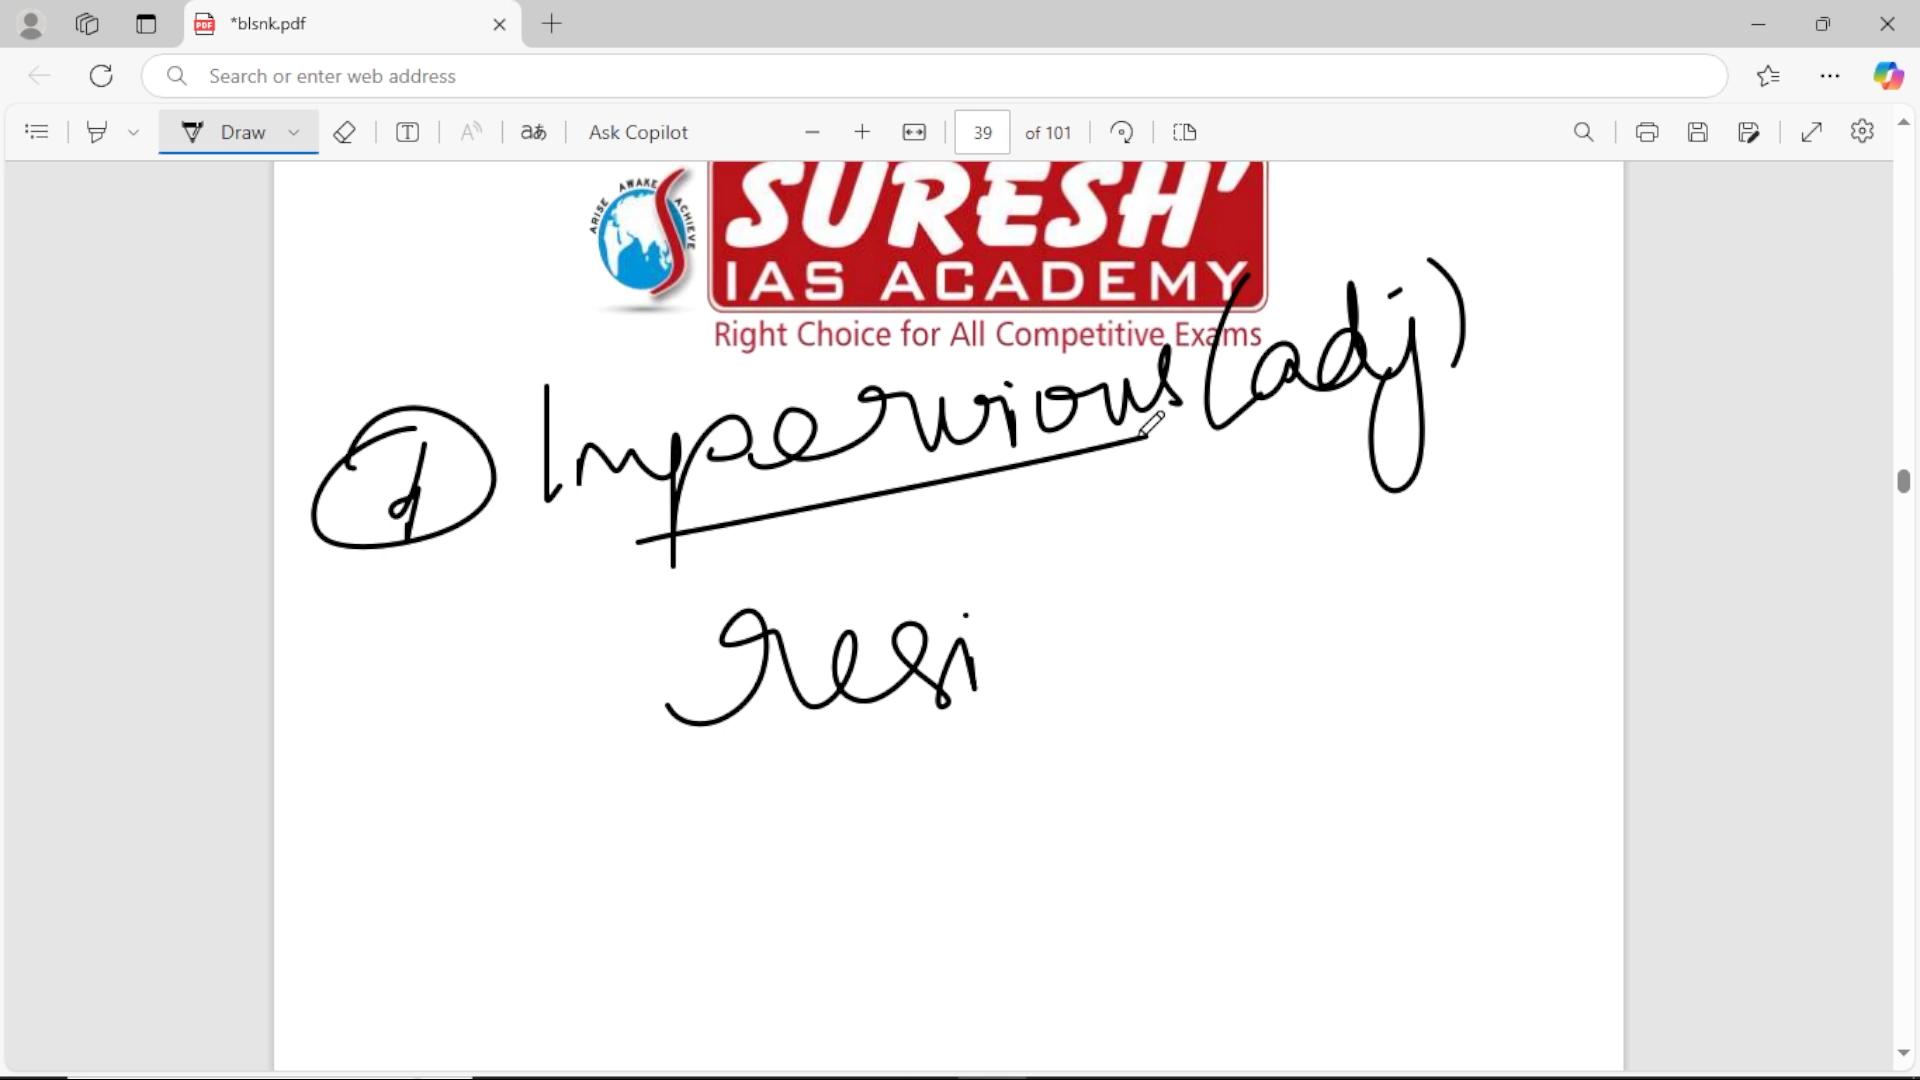 *blsnk.pdf
Search or enter web address
Draw
Ask Copilot
39 of 101
ARISE AWAKE ACHIEVE
SURESH'
IAS ACADEMY
Right Choice for All Competitive Exams
Impervious (adj)
resi